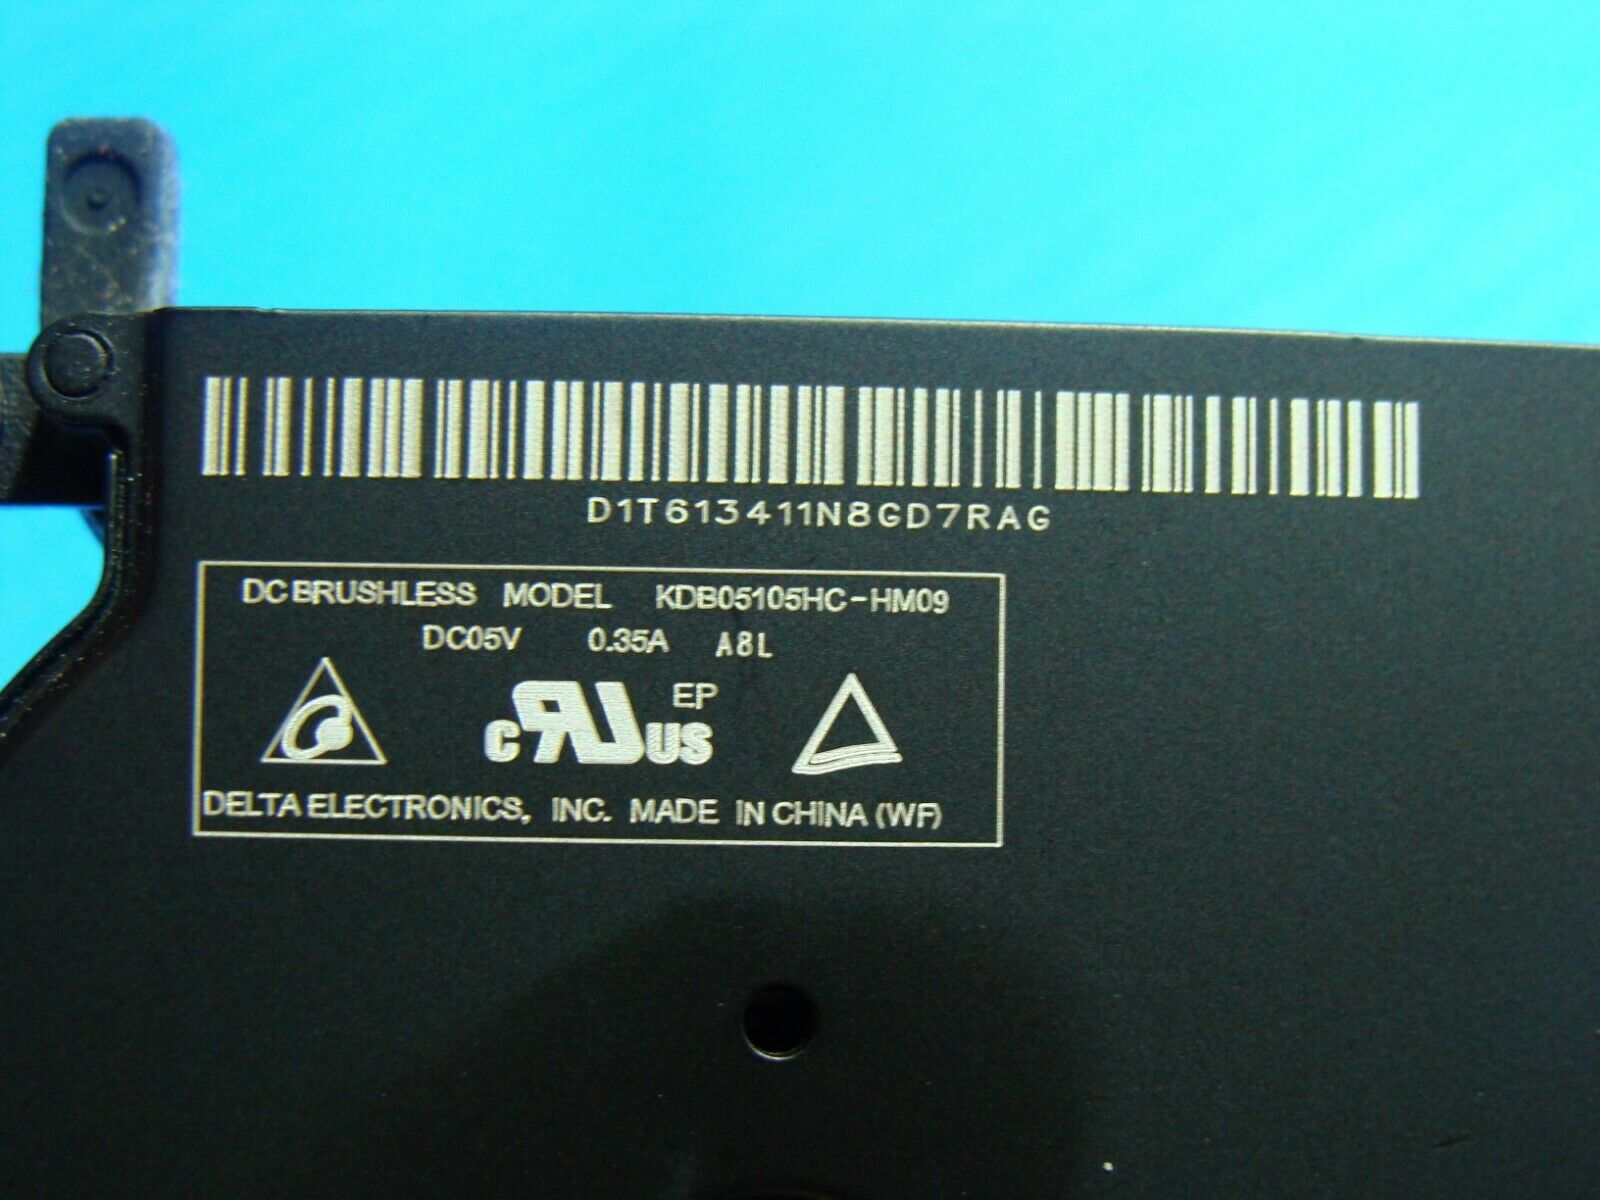 D1T613411N8GD7RAG
DC BRUSHLESS MODEL KDB05105HC-HM09
DC05V 0.35A A8L
c RU US EP
DELTA ELECTRONICS, INC. MADE IN CHINA (WF)